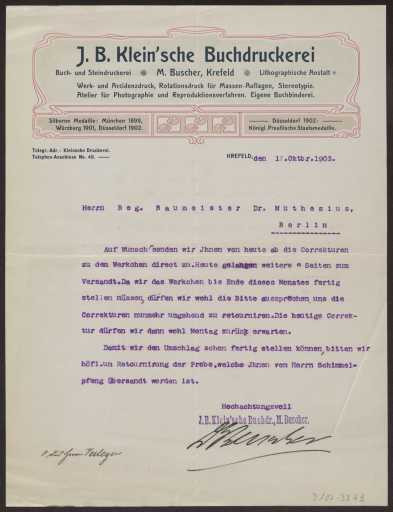 J. B. Klein'sche Buchdruckerei
Buch- und Steindruckerei ✽ M. Buscher, Krefeld ✽ Lithographische Anstalt
Werk- und Accidenzdruck, Rotationsdruck für Massen-Auflagen, Stereotypie.
Atelier für Photographie und Reproduktionsverfahren. Eigene Buchbinderei.
Silberne Medaille: München 1899,
Würzburg 1901, Düsseldorf 1902.
Düsseldorf 1902:
Königl. Preußische Staatsmedaille.
Telegr.-Adr.: Kleinsche Druckerei.
Telephon-Anschluss No. 48.
KREFELD, den 17.Oktbr.1902.
Herrn Reg. Baumeister Dr. Muthesius,
Berlin
Auf Wunsch senden wir Jhnen von heute ab die Correkturen
zu dem Werkchen direct zu. Heute gelangen weitere Seiten zum
Versandt. Da wir das Werkchen bis Ende dieses Monates fertig
stellen müssen, dürfen wir wohl die Bitte aussprechen uns die
Correkturen nunmehr umgehend zu retournieren. Die heutige Correk-
tur dürfen wir dann wohl Montag zurück erwarten.
Damit wir den Umschlag schon fertig stellen können, bitten wir
höfl. um Retournirung der Probe, welche Jhnen von Herrn Schimmel-
pfeng übersandt worden ist.
Hochachtungsvoll
J.B.Klein'sche Buchdr., M. Buscher.